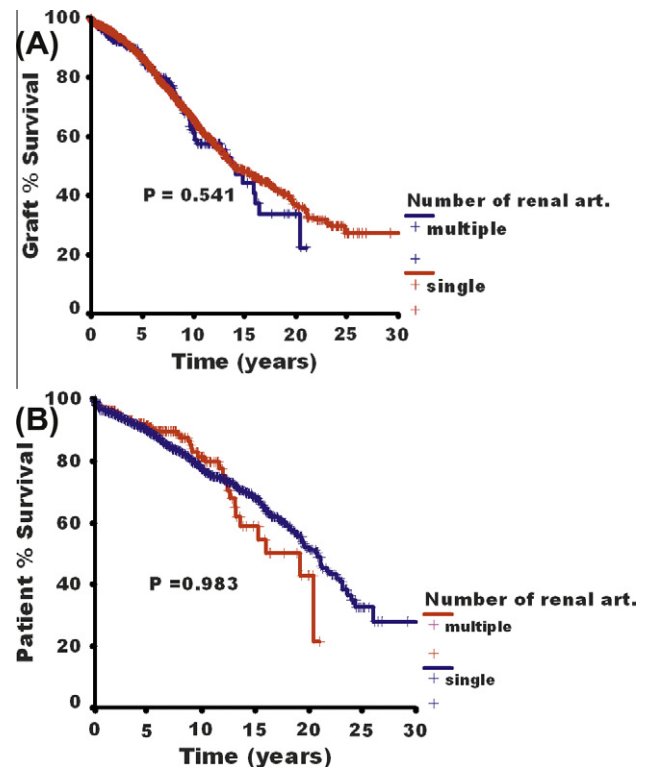 (A)
100
80
60
40
20
0
Graft % Survival
P = 0.541
Number of renal art.
multiple
single
0 5 10 15 20 25 30
Time (years)
(B)
100
80
60
40
20
0
Patient % Survival
P =0.983
Number of renal art.
multiple
single
0 5 10 15 20 25 30
Time (years)